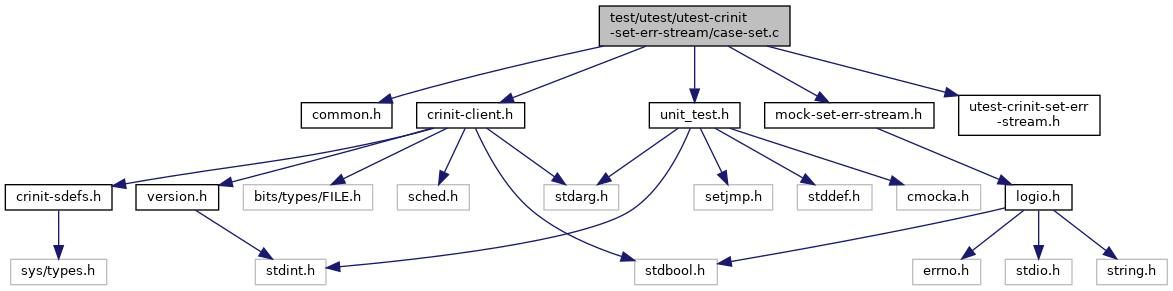 test/utest/utest-crinit
-set-err-stream/case-set.c
common.h
crinit-client.h
unit_test.h
mock-set-err-stream.h
utest-crinit-set-err
-stream.h
crinit-sdefs.h
version.h
bits/types/FILE.h
sched.h
stdarg.h
setjmp.h
stddef.h
cmocka.h
logio.h
sys/types.h
stdint.h
stdbool.h
errno.h
stdio.h
string.h